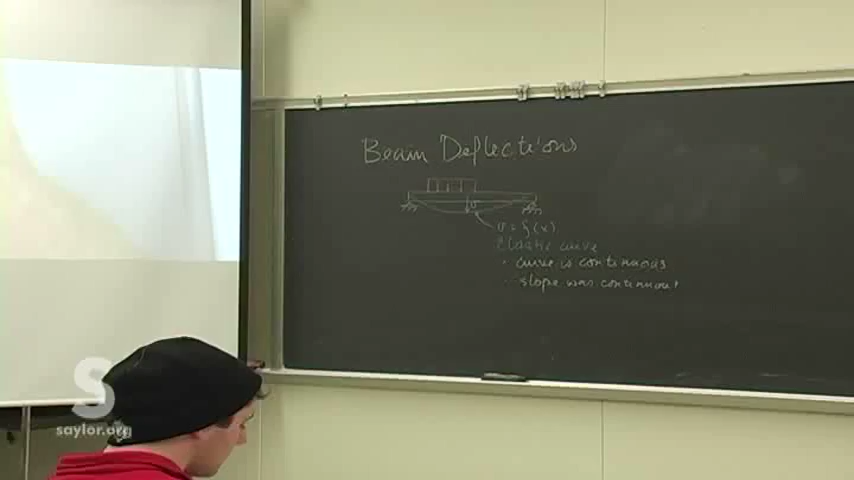 Beam Deflections
v
v = f(x)
Elastic curve
· curve is continuous
· slope was continuous
S
saylor.org